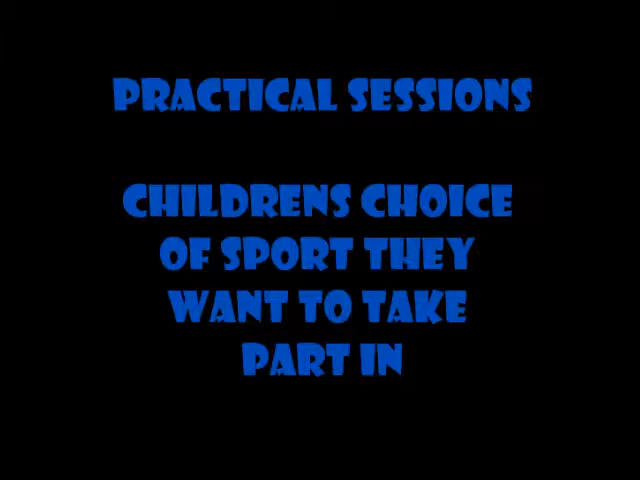 PRACTICAL SESSIONS
CHILDRENS CHOICE
OF SPORT THEY
WANT TO TAKE
PART IN